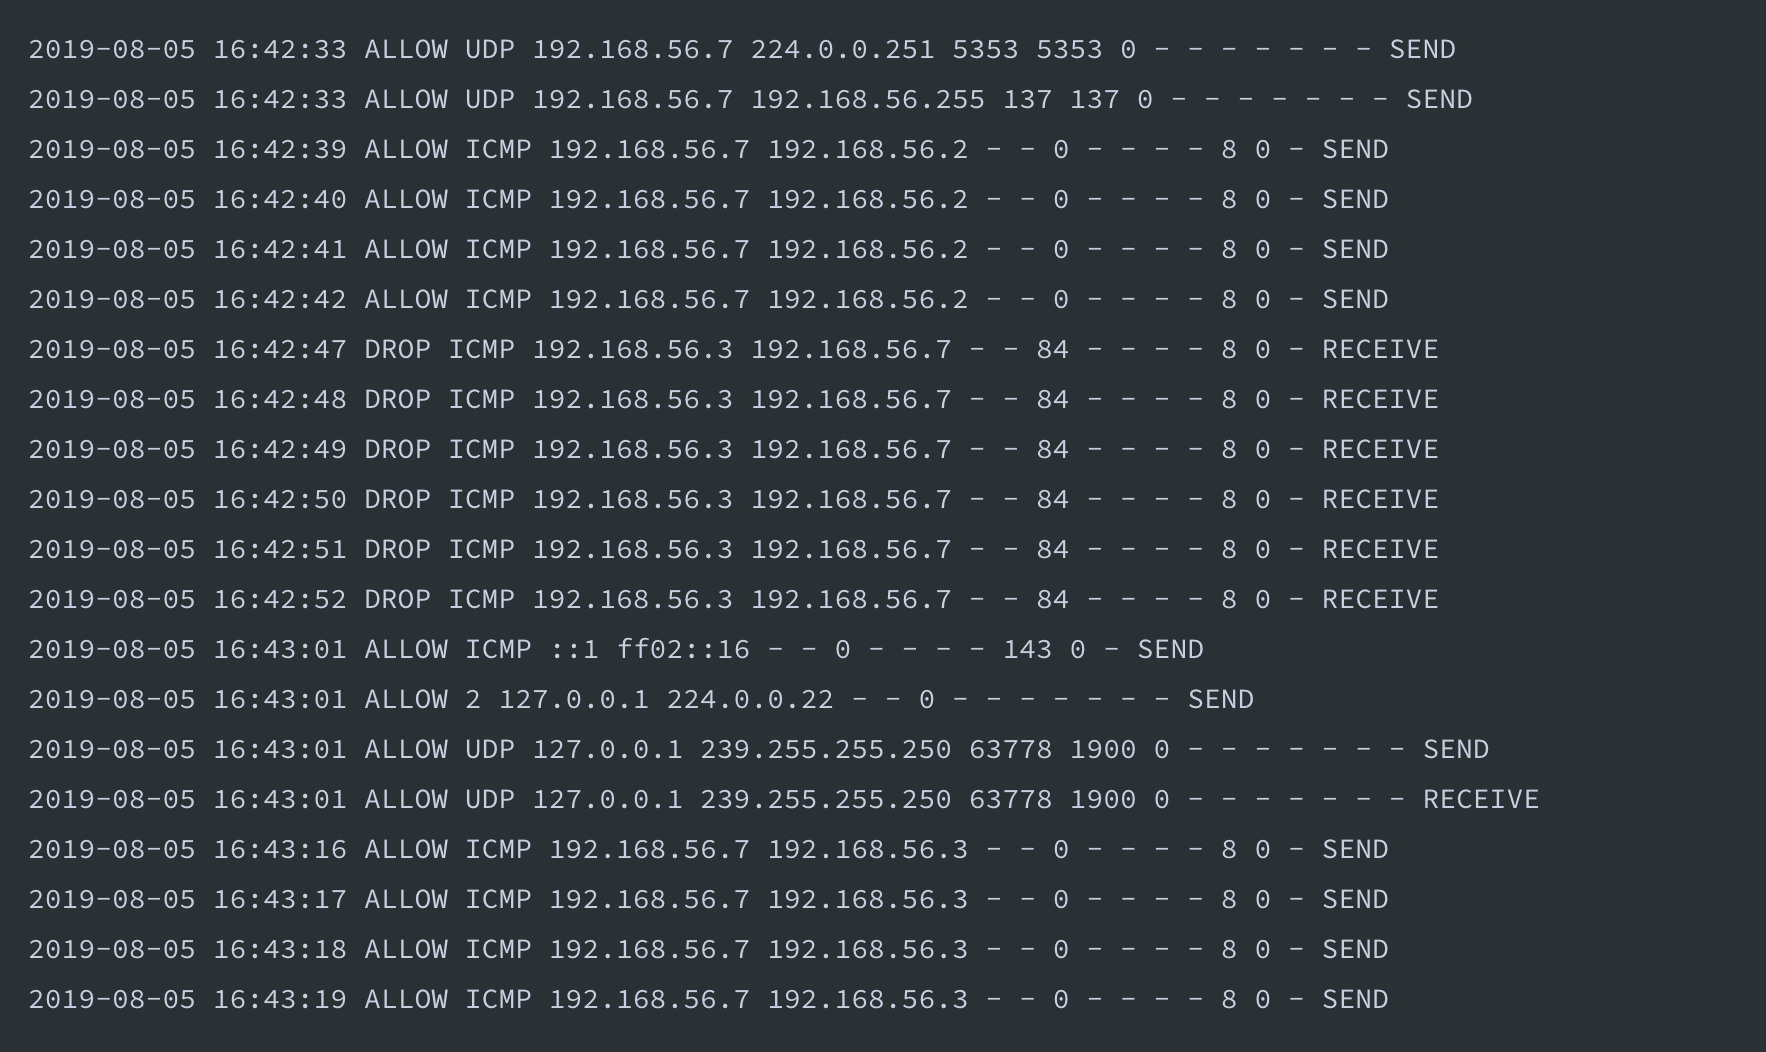 2019-08-05 16:42:33 ALLOW UDP 192.168.56.7 224.0.0.251 5353 5353 0 - - - - - - - SEND
2019-08-05 16:42:33 ALLOW UDP 192.168.56.7 192.168.56.255 137 137 0 - - - - - - - SEND
2019-08-05 16:42:39 ALLOW ICMP 192.168.56.7 192.168.56.2 - - 0 - - - - 8 0 - SEND
2019-08-05 16:42:40 ALLOW ICMP 192.168.56.7 192.168.56.2 - - 0 - - - - 8 0 - SEND
2019-08-05 16:42:41 ALLOW ICMP 192.168.56.7 192.168.56.2 - - 0 - - - - 8 0 - SEND
2019-08-05 16:42:42 ALLOW ICMP 192.168.56.7 192.168.56.2 - - 0 - - - - 8 0 - SEND
2019-08-05 16:42:47 DROP ICMP 192.168.56.3 192.168.56.7 - - 84 - - - - 8 0 - RECEIVE
2019-08-05 16:42:48 DROP ICMP 192.168.56.3 192.168.56.7 - - 84 - - - - 8 0 - RECEIVE
2019-08-05 16:42:49 DROP ICMP 192.168.56.3 192.168.56.7 - - 84 - - - - 8 0 - RECEIVE
2019-08-05 16:42:50 DROP ICMP 192.168.56.3 192.168.56.7 - - 84 - - - - 8 0 - RECEIVE
2019-08-05 16:42:51 DROP ICMP 192.168.56.3 192.168.56.7 - - 84 - - - - 8 0 - RECEIVE
2019-08-05 16:42:52 DROP ICMP 192.168.56.3 192.168.56.7 - - 84 - - - - 8 0 - RECEIVE
2019-08-05 16:43:01 ALLOW ICMP ::1 ff02::16 - - 0 - - - - 143 0 - SEND
2019-08-05 16:43:01 ALLOW 2 127.0.0.1 224.0.0.22 - - 0 - - - - - - - SEND
2019-08-05 16:43:01 ALLOW UDP 127.0.0.1 239.255.255.250 63778 1900 0 - - - - - - - SEND
2019-08-05 16:43:01 ALLOW UDP 127.0.0.1 239.255.255.250 63778 1900 0 - - - - - - - RECEIVE
2019-08-05 16:43:16 ALLOW ICMP 192.168.56.7 192.168.56.3 - - 0 - - - - 8 0 - SEND
2019-08-05 16:43:17 ALLOW ICMP 192.168.56.7 192.168.56.3 - - 0 - - - - 8 0 - SEND
2019-08-05 16:43:18 ALLOW ICMP 192.168.56.7 192.168.56.3 - - 0 - - - - 8 0 - SEND
2019-08-05 16:43:19 ALLOW ICMP 192.168.56.7 192.168.56.3 - - 0 - - - - 8 0 - SEND